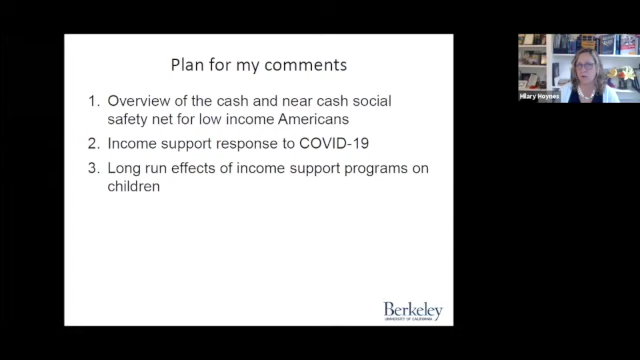 Plan for my comments
1. Overview of the cash and near cash social
safety net for low income Americans
2. Income support response to COVID-19
3. Long run effects of income support programs on
children
Berkeley
UNIVERSITY OF CALIFORNIA
Hilary Hoynes